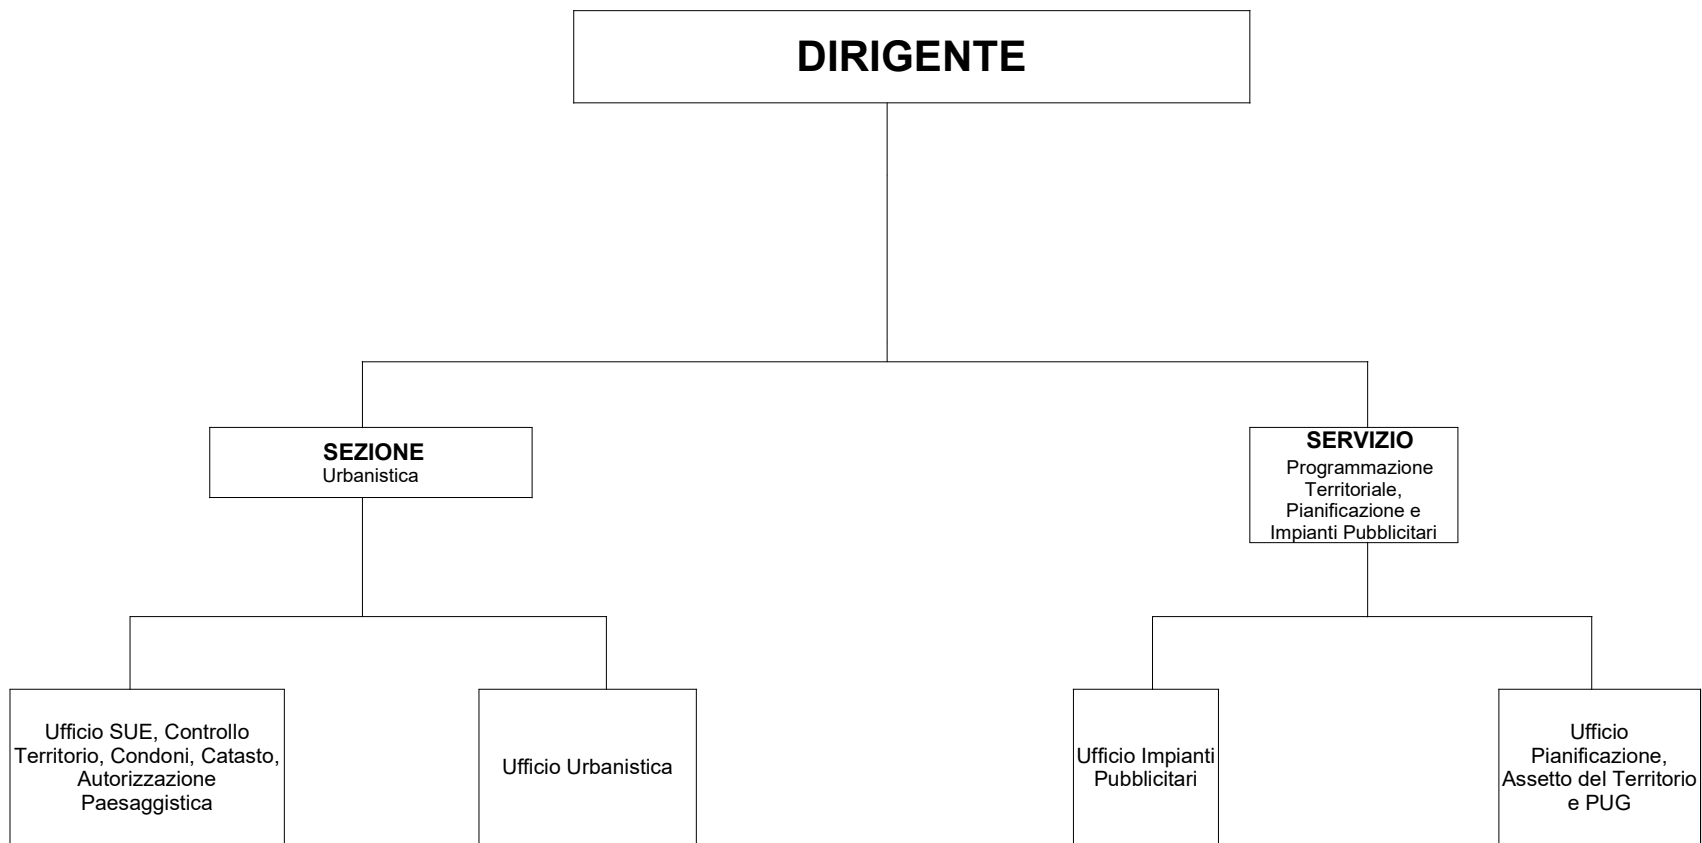 DIRIGENTE
SEZIONE
Urbanistica
SERVIZIO
Programmazione
Territoriale,
Pianificazione e
Impianti Pubblicitari
Ufficio SUE, Controllo
Territorio, Condoni, Catasto,
Autorizzazione
Paesaggistica
Ufficio Urbanistica
Ufficio Impianti
Pubblicitari
Ufficio
Pianificazione,
Assetto del Territorio
e PUG